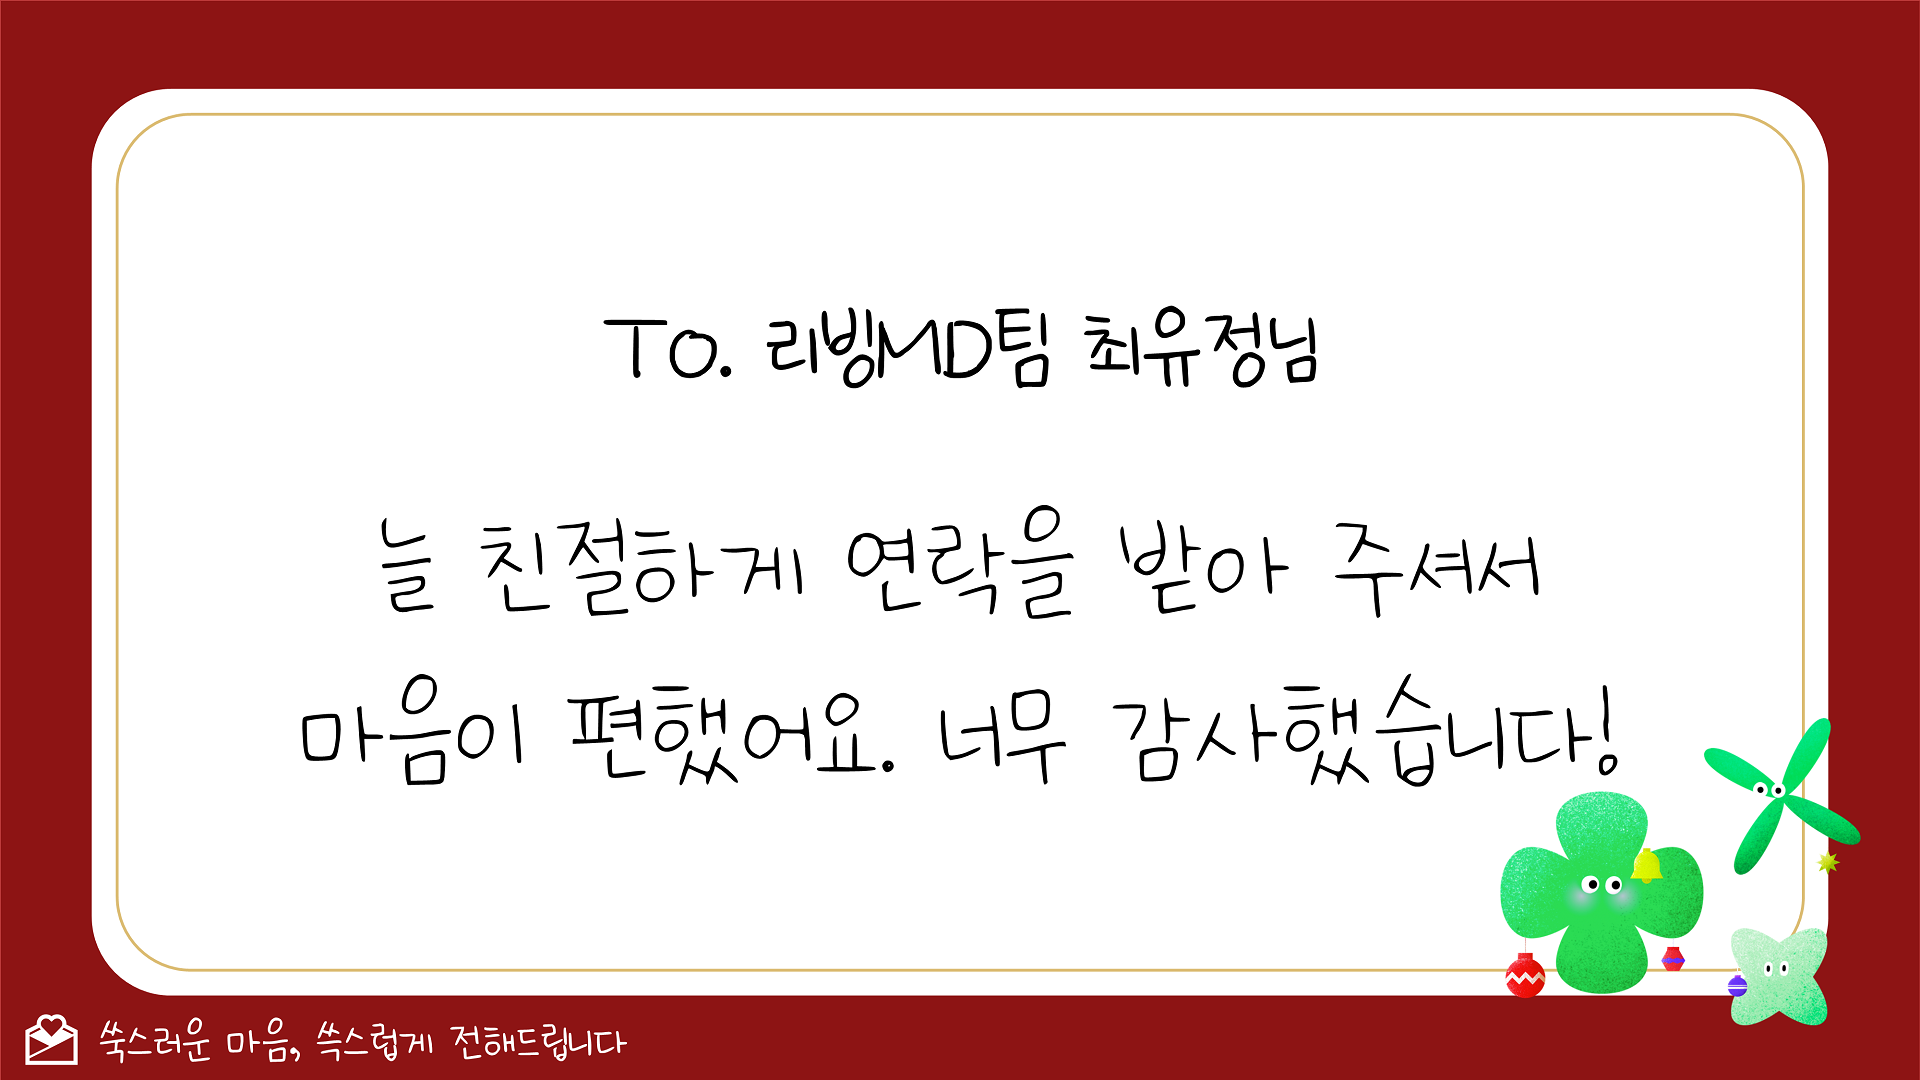 To. 리빙MD팀 최유정님
늘 친절하게 연락을 받아 주셔서
마음이 편했어요. 너무 감사했습니다!
쑥스러운 마음, 쓱스럽게 전해드립니다